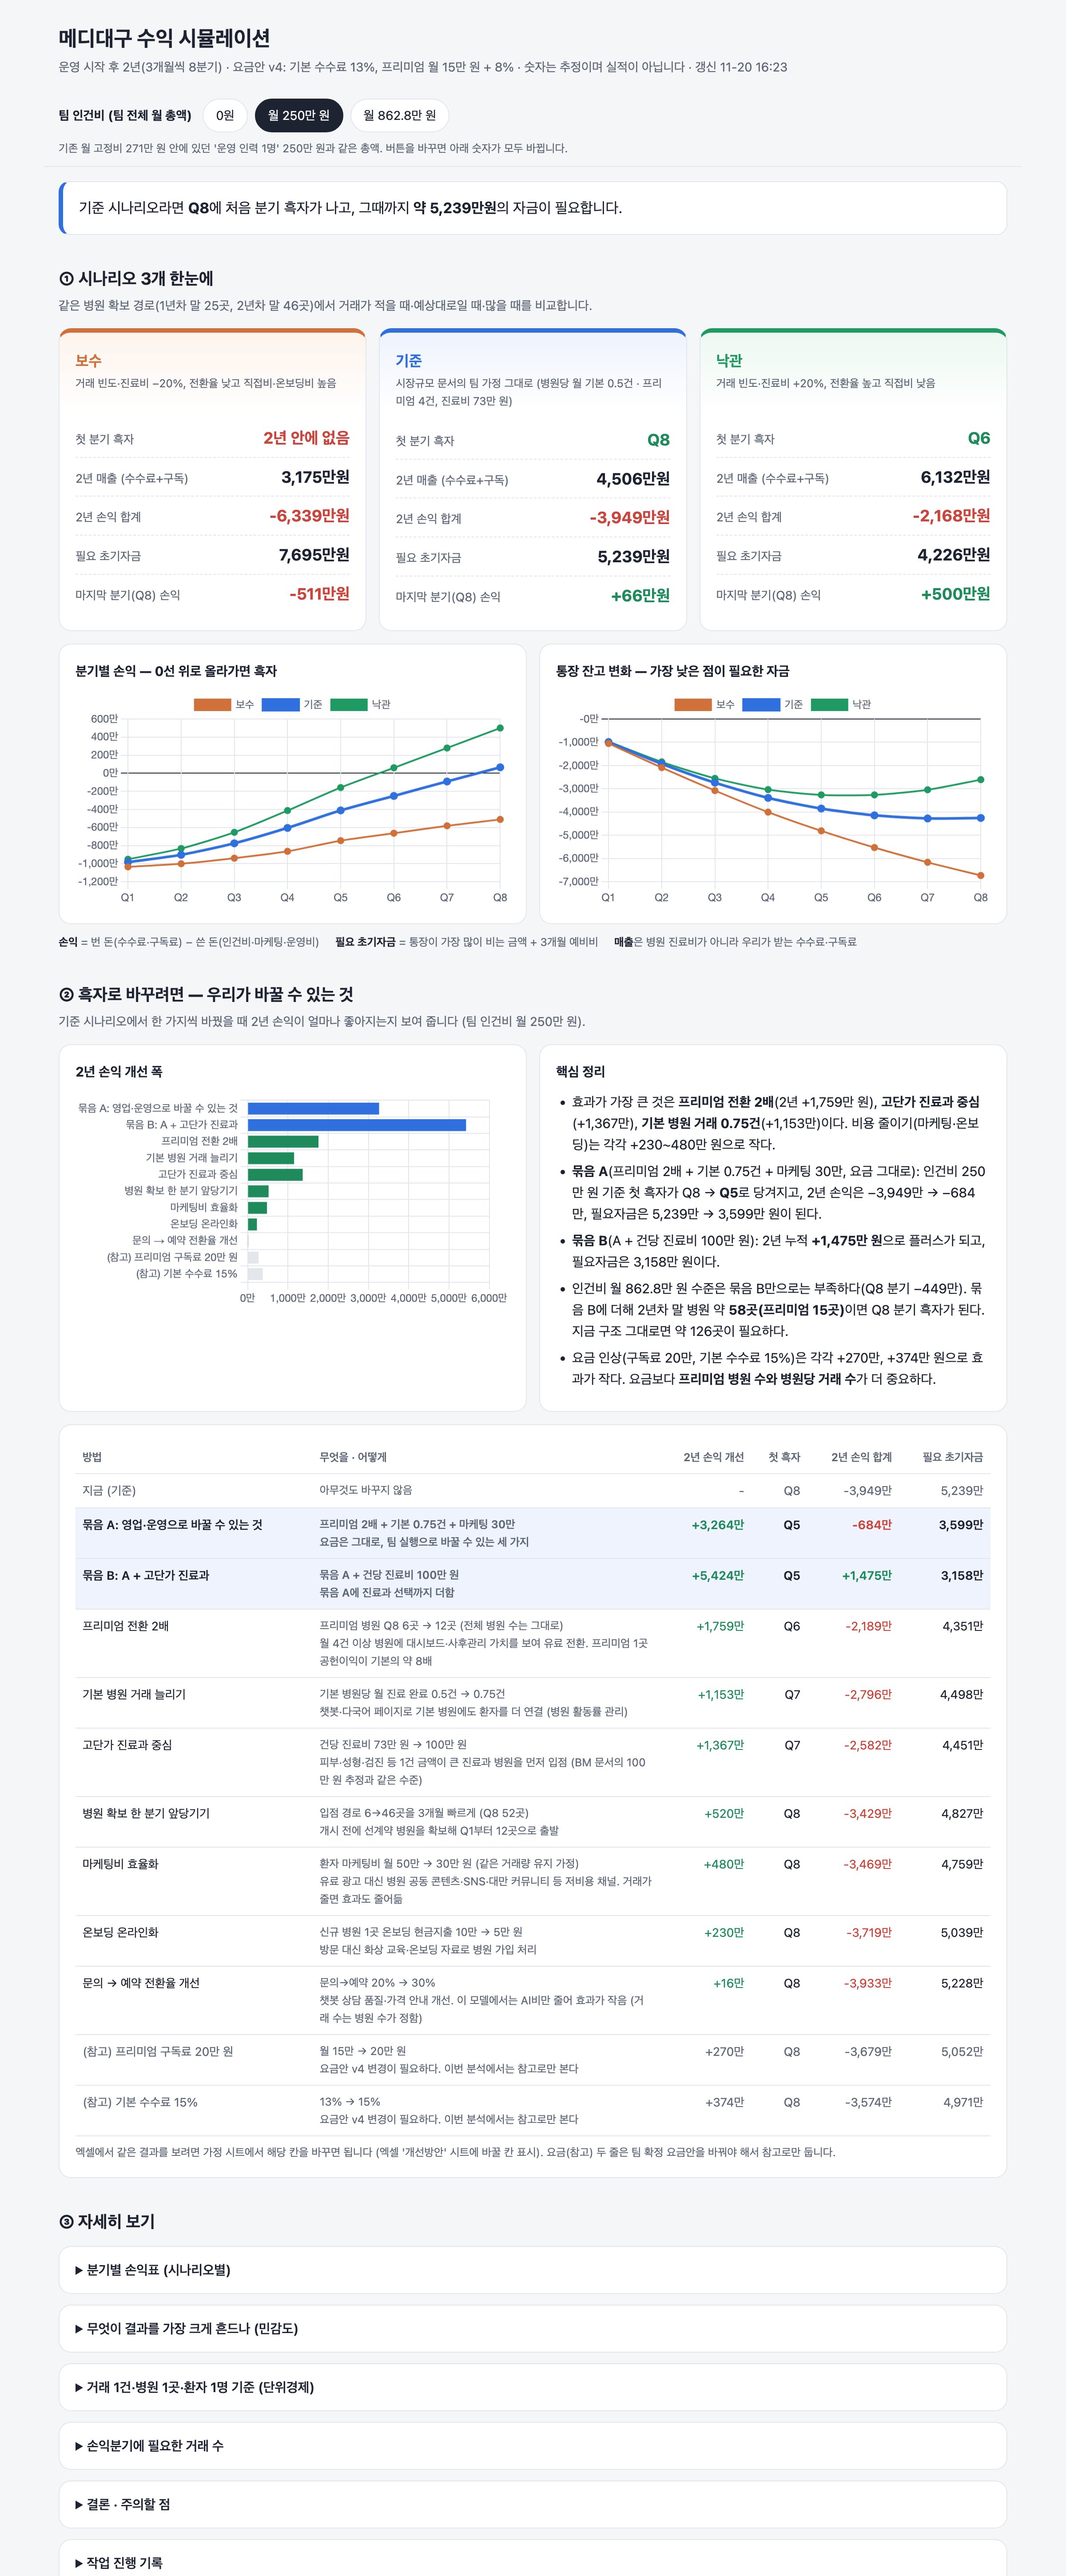 메디대구 수익 시뮬레이션
운영 시작 후 2년(3개월씩 8분기) · 요금안 v4: 기본 수수료 13%, 프리미엄 월 15만 원 + 8% · 숫자는 추정이며 실적이 아닙니다 · 갱신 11-20 16:23
팀 인건비 (팀 전체 월 총액) 0원 월 250만 원 월 862.8만 원
기존 월 고정비 271만 원 안에 있던 '운영 인력 1명' 250만 원과 같은 총액. 버튼을 바꾸면 아래 숫자가 모두 바뀝니다.
기준 시나리오라면 Q8에 처음 분기 흑자가 나고, 그때까지 약 5,239만원의 자금이 필요합니다.
① 시나리오 3개 한눈에
같은 병원 확보 경로(1년차 말 25곳, 2년차 말 46곳)에서 거래가 적을 때·예상대로일 때·많을 때를 비교합니다.
보수
거래 빈도·진료비 −20%, 전환율 낮고 직접비·온보딩비 높음
첫 분기 흑자 2년 안에 없음
2년 매출 (수수료+구독) 3,175만원
2년 손익 합계 -6,339만원
필요 초기자금 7,695만원
마지막 분기(Q8) 손익 -511만원
기준
시장규모 문서의 팀 가정 그대로 (병원당 월 기본 0.5건 · 프리
미엄 4건, 진료비 73만 원)
첫 분기 흑자 Q8
2년 매출 (수수료+구독) 4,506만원
2년 손익 합계 -3,949만원
필요 초기자금 5,239만원
마지막 분기(Q8) 손익 +66만원
낙관
거래 빈도·진료비 +20%, 전환율 높고 직접비 낮음
첫 분기 흑자 Q6
2년 매출 (수수료+구독) 6,132만원
2년 손익 합계 -2,168만원
필요 초기자금 4,226만원
마지막 분기(Q8) 손익 +500만원
분기별 손익 — 0선 위로 올라가면 흑자
보수 기준 낙관
600만
400만
200만
0만
-200만
-400만
-600만
-800만
-1,000만
-1,200만
Q1 Q2 Q3 Q4 Q5 Q6 Q7 Q8
통장 잔고 변화 — 가장 낮은 점이 필요한 자금
보수 기준 낙관
-0만
-1,000만
-2,000만
-3,000만
-4,000만
-5,000만
-6,000만
-7,000만
Q1 Q2 Q3 Q4 Q5 Q6 Q7 Q8
손익 = 번 돈(수수료·구독료) − 쓴 돈(인건비·마케팅·운영비) 필요 초기자금 = 통장이 가장 많이 비는 금액 + 3개월 예비비 매출은 병원 진료비가 아니라 우리가 받는 수수료·구독료
② 흑자로 바꾸려면 — 우리가 바꿀 수 있는 것
기준 시나리오에서 한 가지씩 바꿨을 때 2년 손익이 얼마나 좋아지는지 보여 줍니다 (팀 인건비 월 250만 원).
2년 손익 개선 폭
묶음 A: 영업·운영으로 바꿀 수 있는 것
묶음 B: A + 고단가 진료과
프리미엄 전환 2배
기본 병원 거래 늘리기
고단가 진료과 중심
병원 확보 한 분기 앞당기기
마케팅비 효율화
온보딩 온라인화
문의 → 예약 전환율 개선
(참고) 프리미엄 구독료 20만 원
(참고) 기본 수수료 15%
0만 1,000만 2,000만 3,000만 4,000만 5,000만 6,000만
핵심 정리
• 효과가 가장 큰 것은 프리미엄 전환 2배(2년 +1,759만 원), 고단가 진료과 중심
(+1,367만), 기본 병원 거래 0.75건(+1,153만)이다. 비용 줄이기(마케팅·온보
딩)는 각각 +230~480만 원으로 작다.
• 묶음 A(프리미엄 2배 + 기본 0.75건 + 마케팅 30만, 요금 그대로): 인건비 250
만 원 기준 첫 흑자가 Q8 → Q5로 당겨지고, 2년 손익은 −3,949만 → −684
만, 필요자금은 5,239만 → 3,599만 원이 된다.
• 묶음 B(A + 건당 진료비 100만 원): 2년 누적 +1,475만 원으로 플러스가 되고,
필요자금은 3,158만 원이다.
• 인건비 월 862.8만 원 수준은 묶음 B만으로는 부족하다(Q8 분기 −449만). 묶
음 B에 더해 2년차 말 병원 약 58곳(프리미엄 15곳)이면 Q8 분기 흑자가 된다.
지금 구조 그대로면 약 126곳이 필요하다.
• 요금 인상(구독료 20만, 기본 수수료 15%)은 각각 +270만, +374만 원으로 효
과가 작다. 요금보다 프리미엄 병원 수와 병원당 거래 수가 더 중요하다.
방법 무엇을 · 어떻게 2년 손익 개선 첫 흑자 2년 손익 합계 필요 초기자금
지금 (기준) 아무것도 바꾸지 않음 - Q8 -3,949만 5,239만
묶음 A: 영업·운영으로 바꿀 수 있는 것 프리미엄 2배 + 기본 0.75건 + 마케팅 30만 +3,264만 Q5 -684만 3,599만
요금은 그대로, 팀 실행으로 바꿀 수 있는 세 가지
묶음 B: A + 고단가 진료과 묶음 A + 건당 진료비 100만 원 +5,424만 Q5 +1,475만 3,158만
묶음 A에 진료과 선택까지 더함
프리미엄 전환 2배 프리미엄 병원 Q8 6곳 → 12곳 (전체 병원 수는 그대로) +1,759만 Q6 -2,189만 4,351만
월 4건 이상 병원에 대시보드·사후관리 가치를 보여 유료 전환. 프리미엄 1곳
공헌이익이 기본의 약 8배
기본 병원 거래 늘리기 기본 병원당 월 진료 완료 0.5건 → 0.75건 +1,153만 Q7 -2,796만 4,498만
챗봇·다국어 페이지로 기본 병원에도 환자를 더 연결 (병원 활동률 관리)
고단가 진료과 중심 건당 진료비 73만 원 → 100만 원 +1,367만 Q7 -2,582만 4,451만
피부·성형·검진 등 1건 금액이 큰 진료과 병원을 먼저 입점 (BM 문서의 100
만 원 추정과 같은 수준)
병원 확보 한 분기 앞당기기 입점 경로 6→46곳을 3개월 빠르게 (Q8 52곳) +520만 Q8 -3,429만 4,827만
개시 전에 선계약 병원을 확보해 Q1부터 12곳으로 출발
마케팅비 효율화 환자 마케팅비 월 50만 → 30만 원 (같은 거래량 유지 가정) +480만 Q8 -3,469만 4,759만
유료 광고 대신 병원 공동 콘텐츠·SNS·대만 커뮤니티 등 저비용 채널. 거래가
줄면 효과도 줄어듦
온보딩 온라인화 신규 병원 1곳 온보딩 현금지출 10만 → 5만 원 +230만 Q8 -3,719만 5,039만
방문 대신 화상 교육·온보딩 자료로 병원 가입 처리
문의 → 예약 전환율 개선 문의→예약 20% → 30% +16만 Q8 -3,933만 5,228만
챗봇 상담 품질·가격 안내 개선. 이 모델에서는 AI비만 줄어 효과가 작음 (거
래 수는 병원 수가 정함)
(참고) 프리미엄 구독료 20만 원 월 15만 → 20만 원 +270만 Q8 -3,679만 5,052만
요금안 v4 변경이 필요하다. 이번 분석에서는 참고로만 본다
(참고) 기본 수수료 15% 13% → 15% +374만 Q8 -3,574만 4,971만
요금안 v4 변경이 필요하다. 이번 분석에서는 참고로만 본다
엑셀에서 같은 결과를 보려면 가정 시트에서 해당 칸을 바꾸면 됩니다 (엑셀 '개선방안' 시트에 바꿀 칸 표시). 요금(참고) 두 줄은 팀 확정 요금안을 바꿔야 해서 참고로만 둡니다.
③ 자세히 보기
▶ 분기별 손익표 (시나리오별)
▶ 무엇이 결과를 가장 크게 흔드나 (민감도)
▶ 거래 1건·병원 1곳·환자 1명 기준 (단위경제)
▶ 손익분기에 필요한 거래 수
▶ 결론 · 주의할 점
▶ 작업 진행 기록